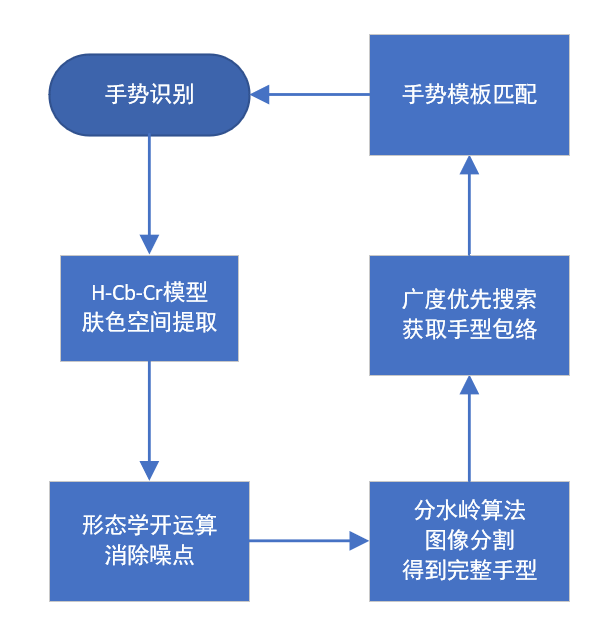 手势识别
H-Cb-Cr模型
肤色空间提取
形态学开运算
消除噪点
分水岭算法
图像分割
得到完整手型
广度优先搜索
获取手型包络
手势模板匹配